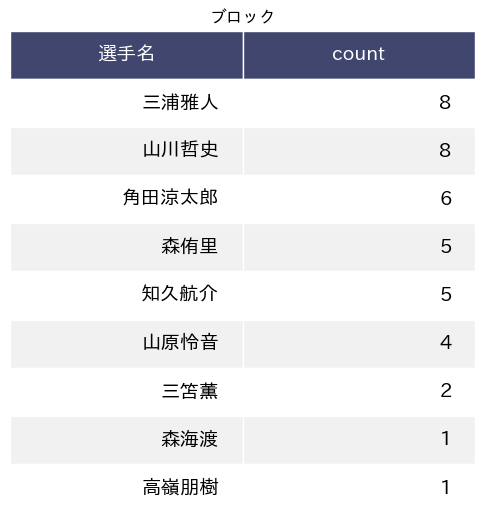 ブロック
選手名 count
三浦雅人 8
山川哲史 8
角田涼太郎 6
森侑里 5
知久航介 5
山原怜音 4
三笘薫 2
森海渡 1
高嶺朋樹 1